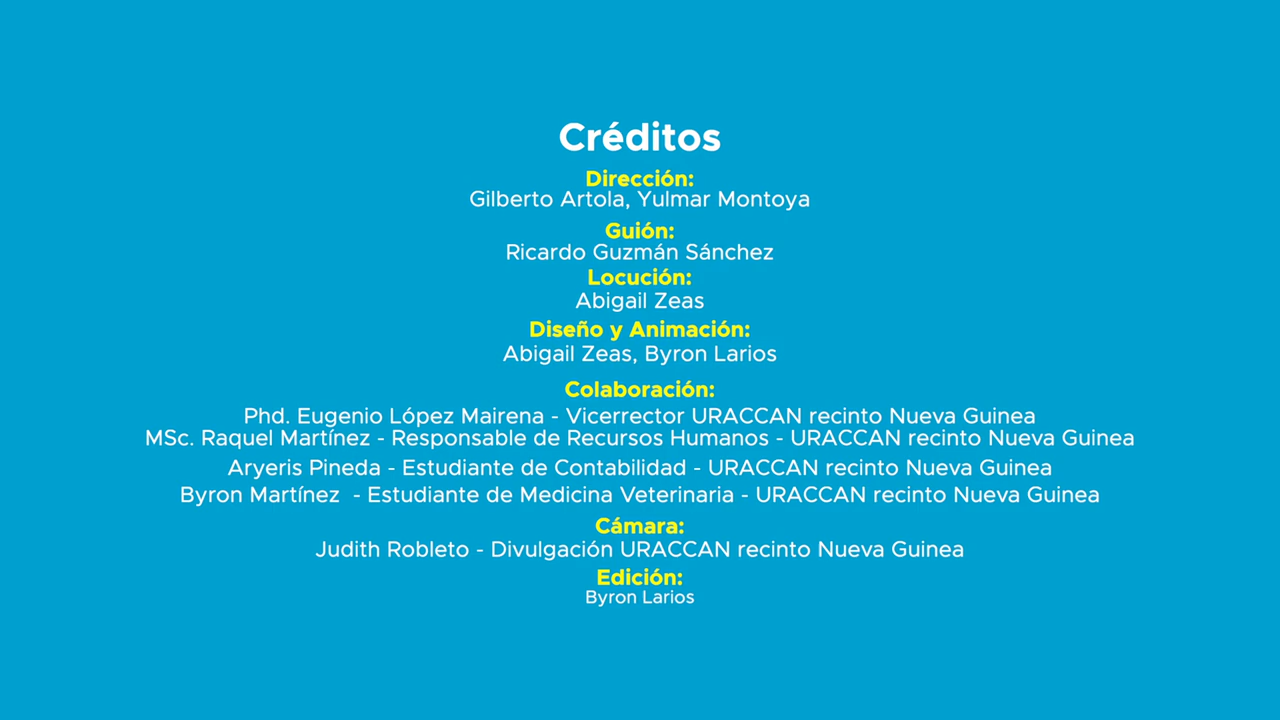 Créditos
Dirección:
Gilberto Artola, Yulmar Montoya
Guión:
Ricardo Guzmán Sánchez
Locución:
Abigail Zeas
Diseño y Animación:
Abigail Zeas, Byron Larios
Colaboración:
Phd. Eugenio López Mairena - Vicerrector URACCAN recinto Nueva Guinea
MSc. Raquel Martínez - Responsable de Recursos Humanos - URACCAN recinto Nueva Guinea
Aryeris Pineda - Estudiante de Contabilidad - URACCAN recinto Nueva Guinea
Byron Martínez  - Estudiante de Medicina Veterinaria - URACCAN recinto Nueva Guinea
Cámara:
Judith Robleto - Divulgación URACCAN recinto Nueva Guinea
Edición:
Byron Larios